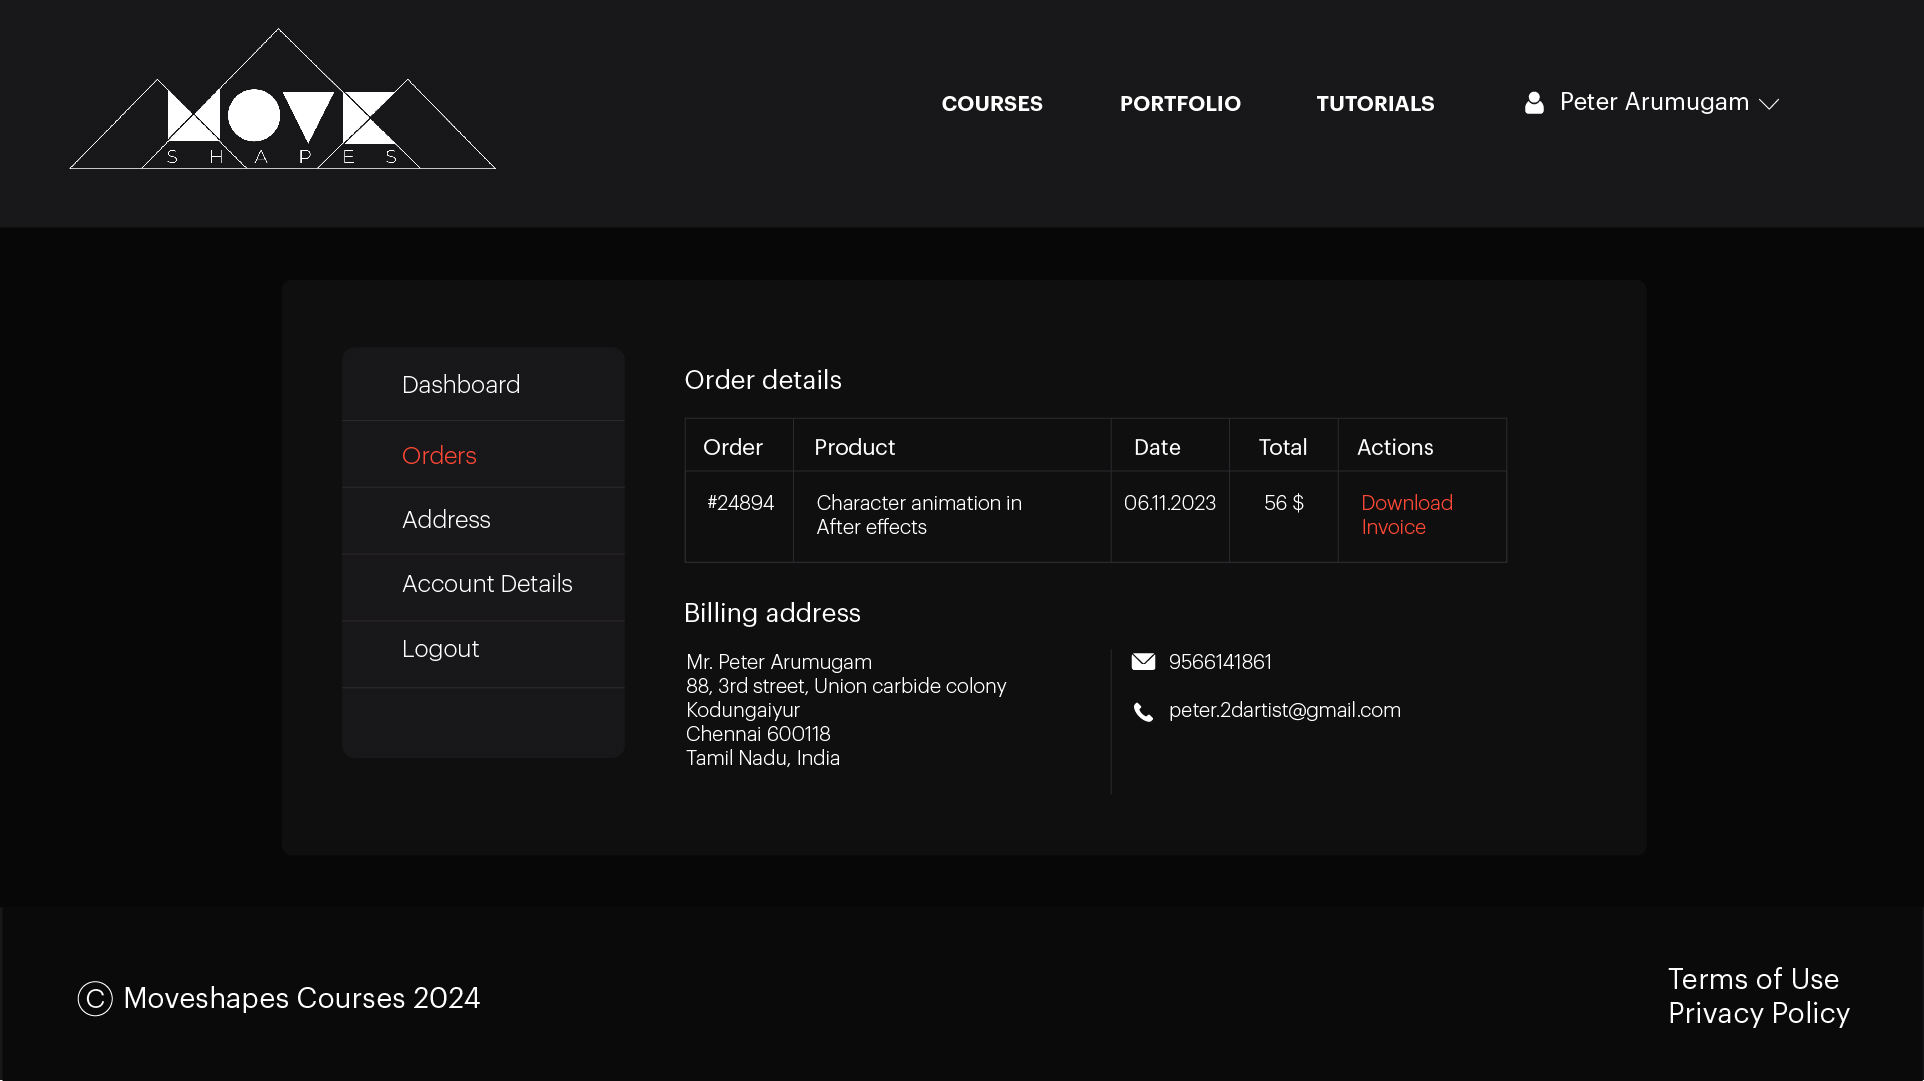 MOVE
SHAPES
COURSES PORTFOLIO TUTORIALS Peter Arumugam
Dashboard
Orders
Address
Account Details
Logout
Order details
Order Product Date Total Actions
#24894 Character animation in 06.11.2023 56 $ Download
After effects Invoice
Billing address
Mr. Peter Arumugam
88, 3rd street, Union carbide colony
Kodungaiyur
Chennai 600118
Tamil Nadu, India
9566141861
peter.2dartist@gmail.com
© Moveshapes Courses 2024
Terms of Use
Privacy Policy